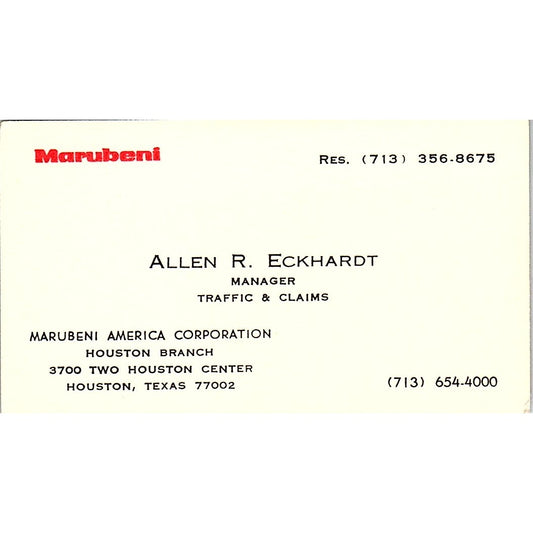 Marubeni
Res. (713) 356-8675
Allen R. Eckhardt
Manager
Traffic & Claims
Marubeni America Corporation
Houston Branch
3700 Two Houston Center
Houston, Texas 77002
(713) 654-4000